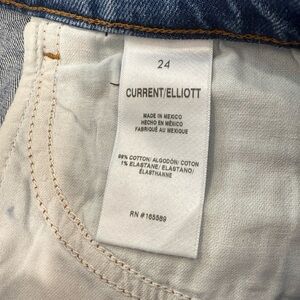 24
CURRENT/ELLIOTT
MADE IN MEXICO
HECHO EN MÉXICO
FABRIQUÉ AU MEXIQUE
99% COTTON/ ALGODÓN/ COTON
1% ELASTANE/ ELASTANO/
ÉLASTHANNE
RN #165589